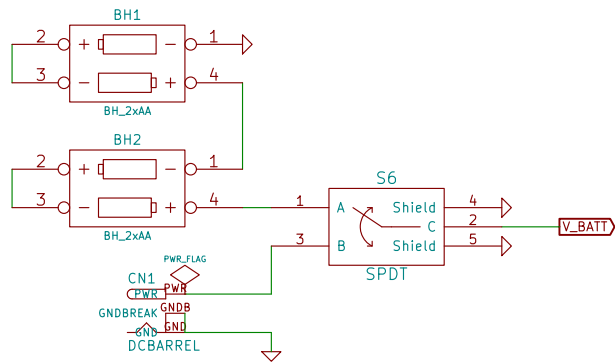 BH1
2 + - 1
3 - + 4
BH_2xAA
BH2
2 + - 1
3 - + 4
BH_2xAA
S6
1 A Shield 4
C 2 V_BATT
3 B Shield 5
SPDT
PWR_FLAG
CN1
PWR PWR
GNDBREAK GNDB
GND GND
DCBARREL